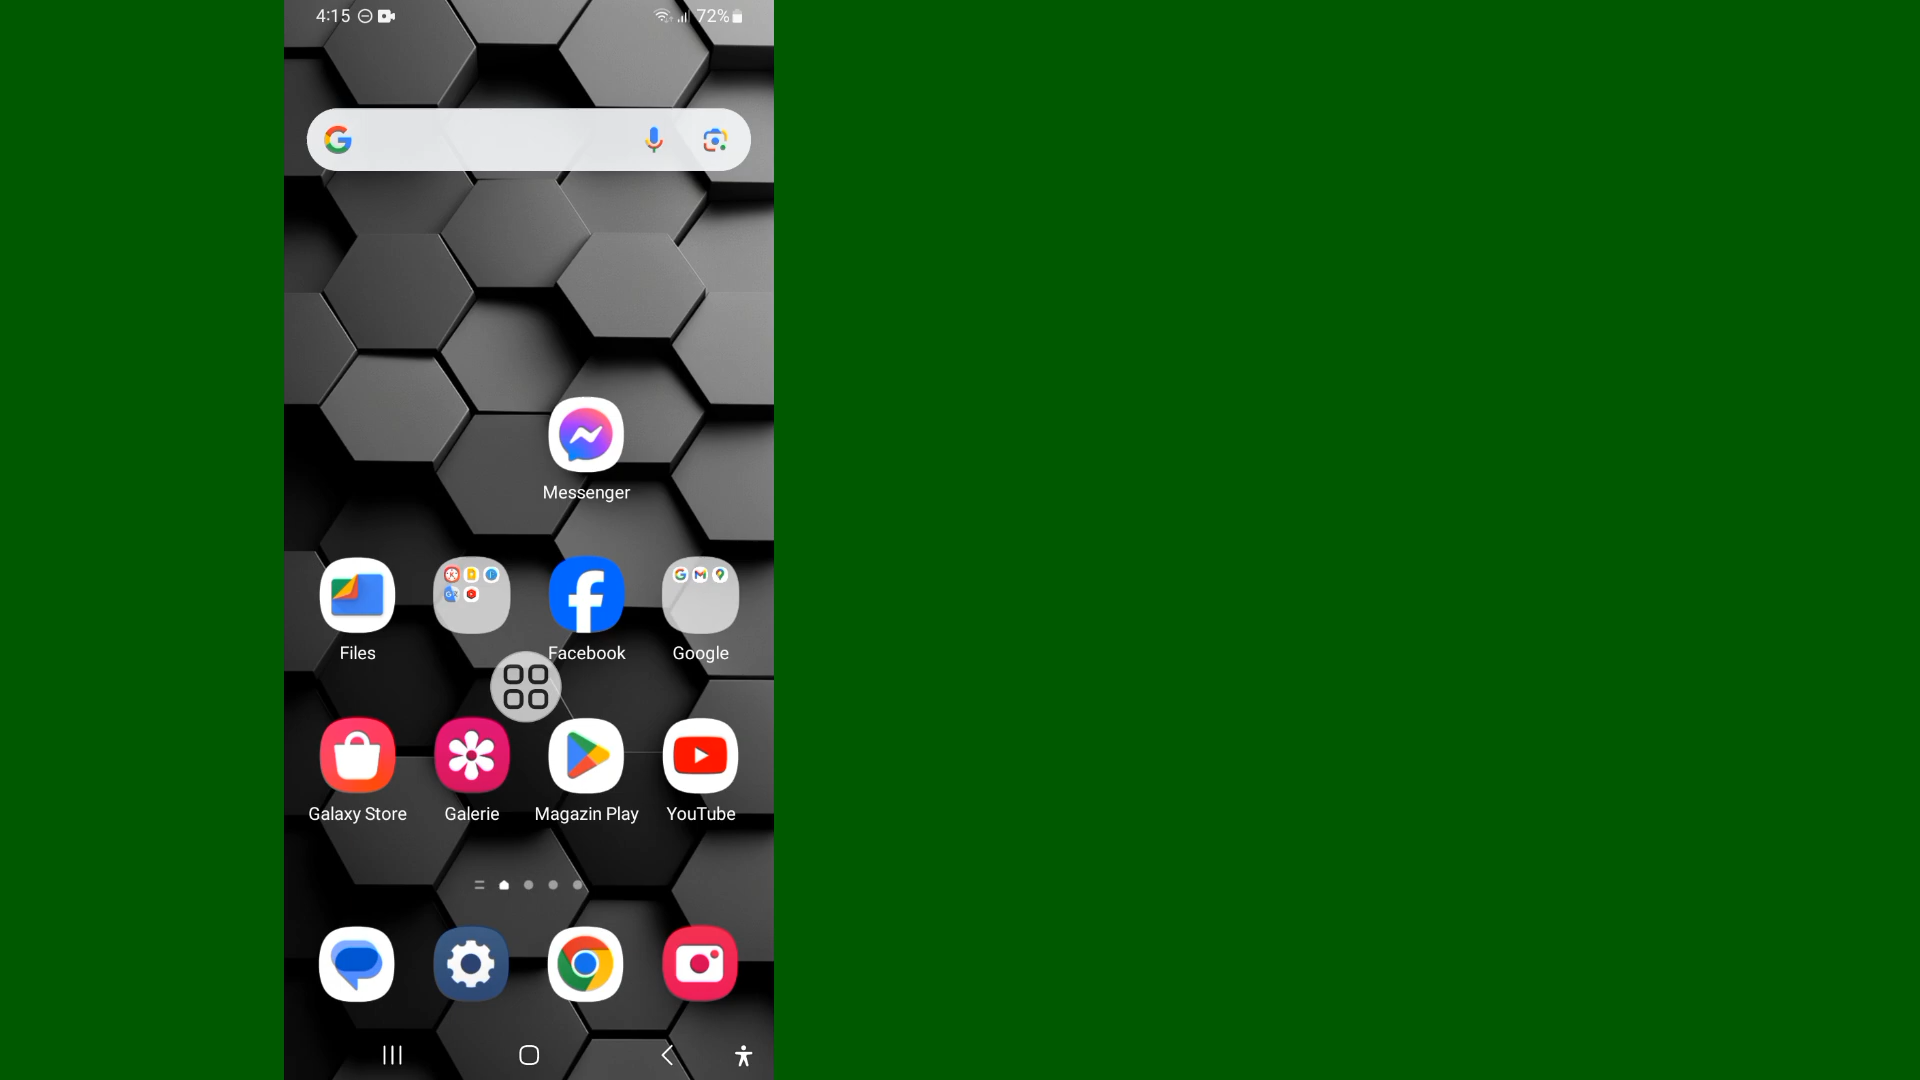 4:15
72%
Messenger
Files
Facebook
Google
Galaxy Store
Galerie
Magazin Play
YouTube